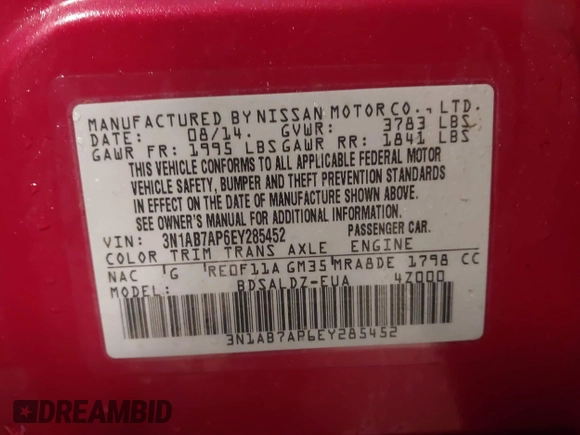 MANUFACTURED BY NISSAN MOTOR CO., LTD.
DATE: 08/14. GVWR: 3783 LBS
GAWR FR: 1995 LBS GAWR RR: 1841 LBS
THIS VEHICLE CONFORMS TO ALL APPLICABLE FEDERAL MOTOR
VEHICLE SAFETY, BUMPER AND THEFT PREVENTION STANDARDS
IN EFFECT ON THE DATE OF MANUFACTURE SHOWN ABOVE.
SEE OWNER'S MANUAL FOR ADDITIONAL INFORMATION.
VIN: 3N1AB7AP6EY285452 PASSENGER CAR.
COLOR TRIM TRANS AXLE ENGINE
NAC G RE0F11A GM35 MRA8DE 1798 CC
MODEL: BDSALDZ-EUA 4Z000
3N1AB7AP6EY285452
DREAMBID